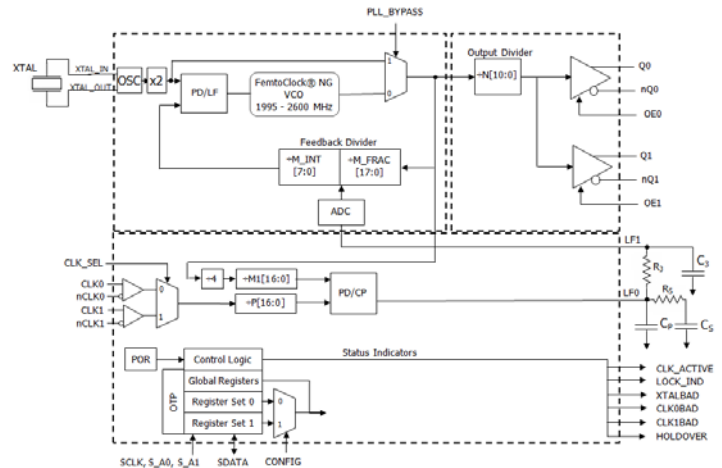 PLL_BYPASS
XTAL
XTAL_IN
XTAL_OUT
OSC
x2
PD/LF
FemtoClock® NG
VCO
1995 - 2600 MHz
1
0
Output Divider
÷N[10:0]
Q0
nQ0
OE0
Q1
nQ1
OE1
Feedback Divider
÷M_INT
[7:0]
÷M_FRAC
[17:0]
ADC
LF1
CLK_SEL
CLK0
nCLK0
CLK1
nCLK1
0
1
÷4
÷M1[16:0]
÷P[16:0]
PD/CP
LF0
R3
C3
RS
CP
CS
POR
Control Logic
Global Registers
Register Set 0
Register Set 1
OTP
0
1
Status Indicators
CLK_ACTIVE
LOCK_IND
XTALBAD
CLK0BAD
CLK1BAD
HOLDOVER
SCLK, S_A0, S_A1
SDATA
CONFIG